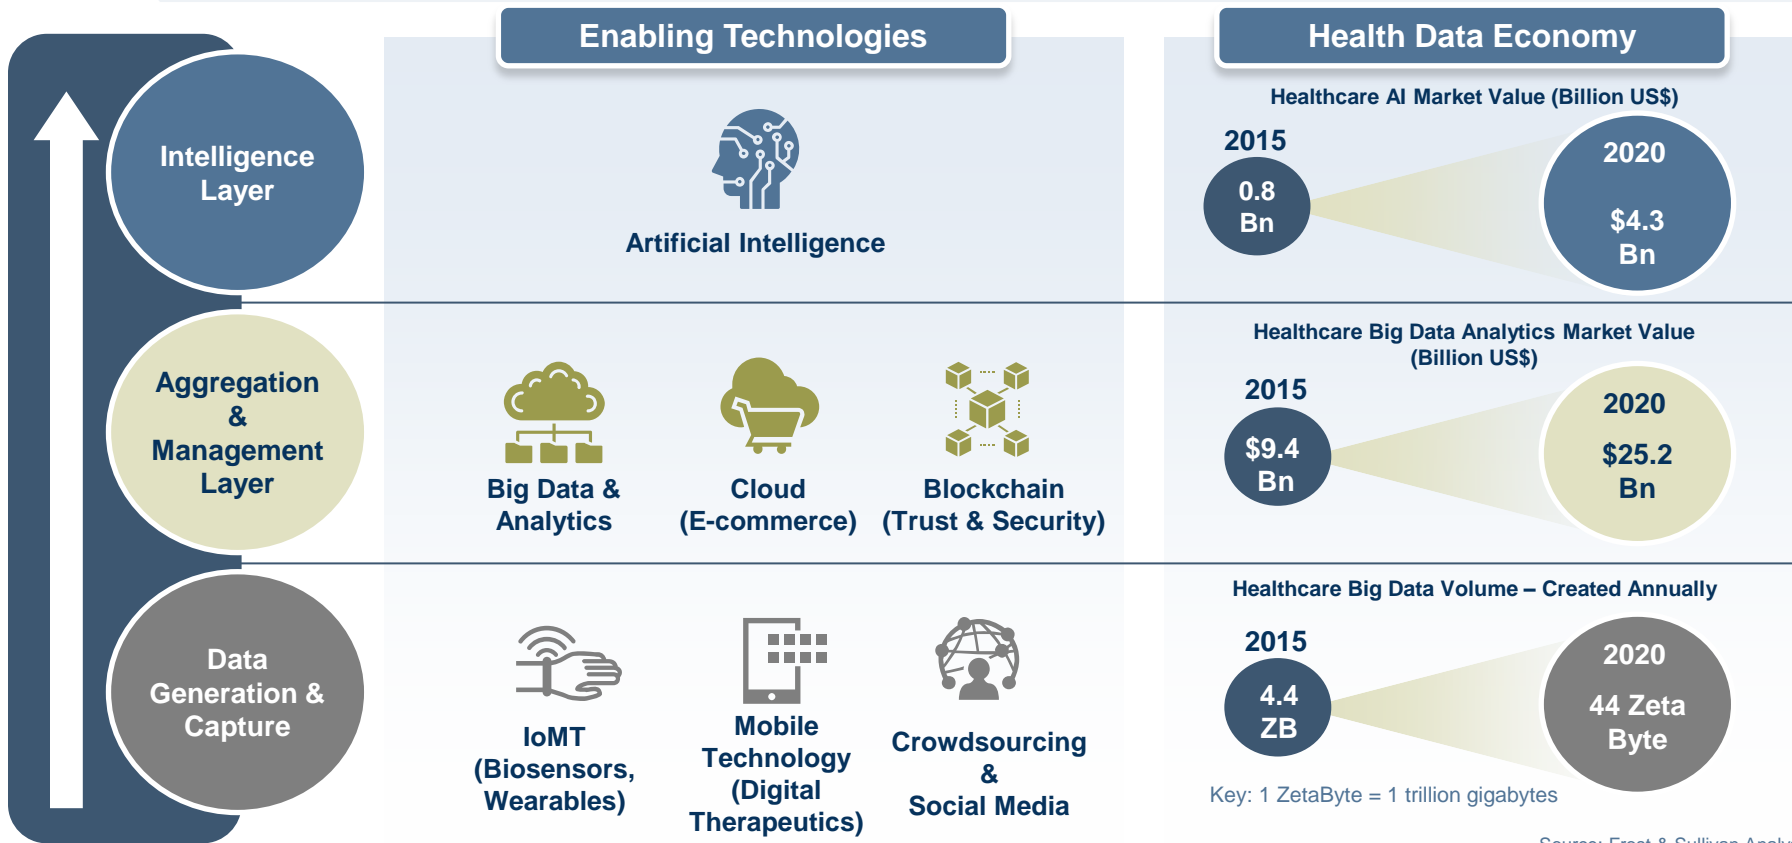 Enabling Technologies
Health Data Economy
Intelligence
Layer
Artificial Intelligence
Healthcare AI Market Value (Billion US$)
2015
0.8
Bn
2020
$4.3
Bn
Aggregation
&
Management
Layer
Big Data &
Analytics
Cloud
(E-commerce)
Blockchain
(Trust & Security)
Healthcare Big Data Analytics Market Value
(Billion US$)
2015
$9.4
Bn
2020
$25.2
Bn
Data
Generation &
Capture
IoMT
(Biosensors,
Wearables)
Mobile
Technology
(Digital
Therapeutics)
Crowdsourcing
&
Social Media
Healthcare Big Data Volume – Created Annually
2015
4.4
ZB
2020
44 Zeta
Byte
Key: 1 ZetaByte = 1 trillion gigabytes
Source: Frost & Sullivan